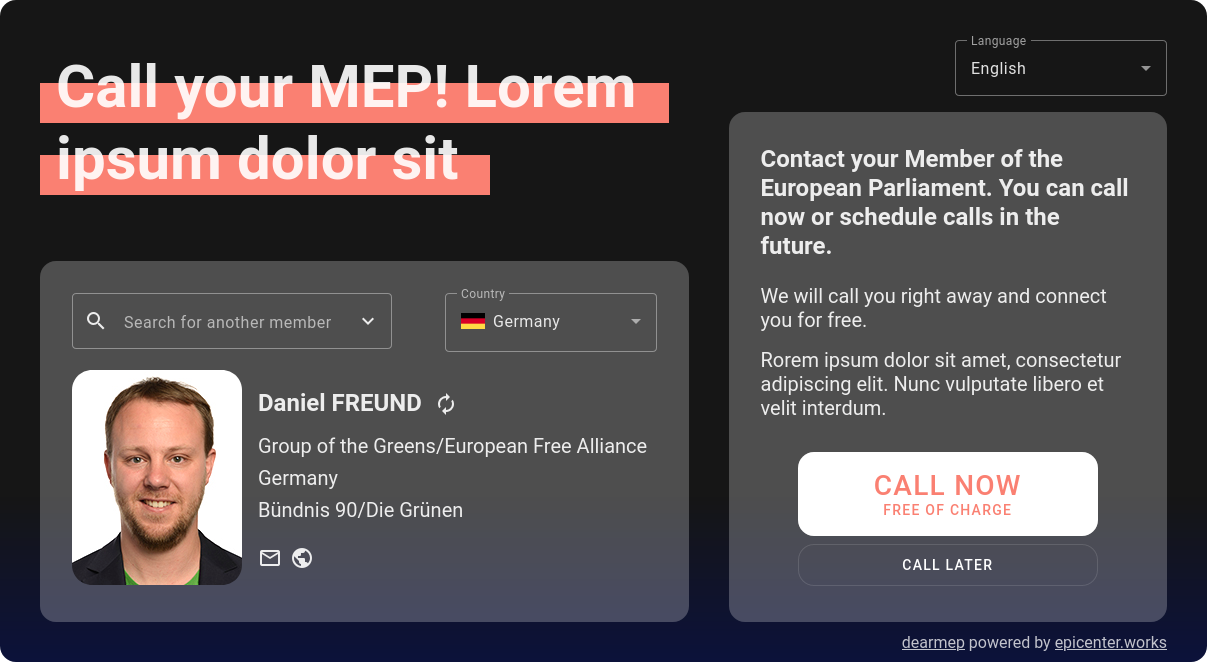 Call your MEP! Lorem
ipsum dolor sit
Language
English
Search for another member
Country
Germany
Daniel FREUND
Group of the Greens/European Free Alliance
Germany
Bündnis 90/Die Grünen
Contact your Member of the
European Parliament. You can call
now or schedule calls in the
future.
We will call you right away and connect
you for free.
Rorem ipsum dolor sit amet, consectetur
adipiscing elit. Nunc vulputate libero et
velit interdum.
CALL NOW
FREE OF CHARGE
CALL LATER
dearmep powered by epicenter.works